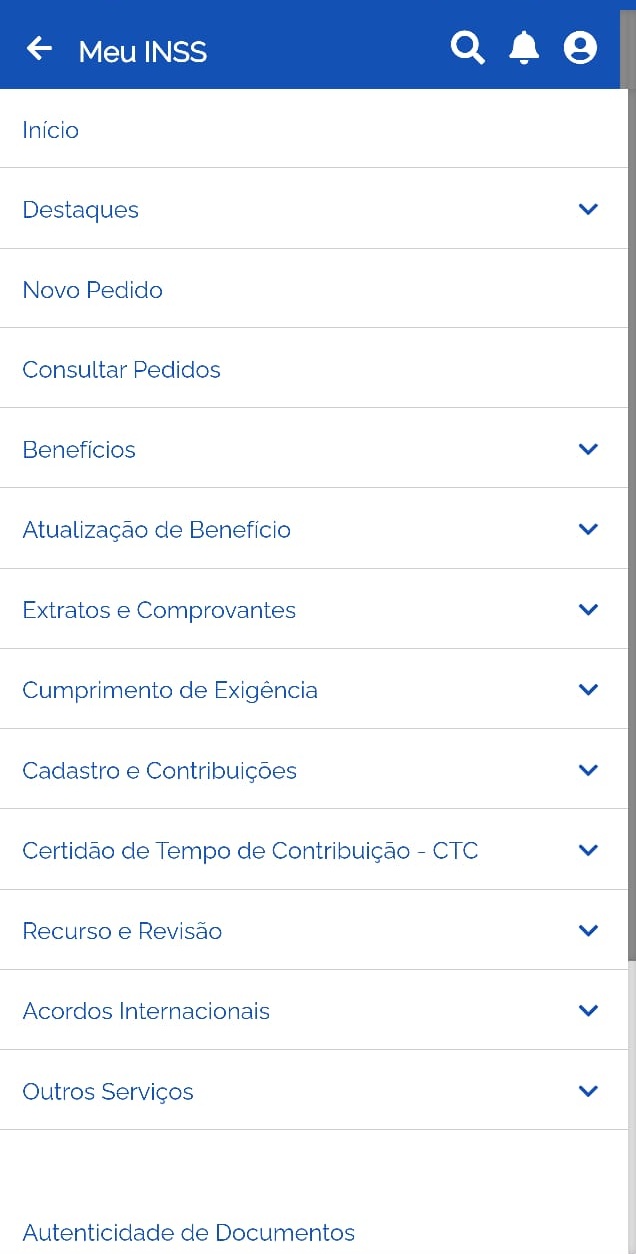 Meu INSS
Início
Destaques
Novo Pedido
Consultar Pedidos
Benefícios
Atualização de Benefício
Extratos e Comprovantes
Cumprimento de Exigência
Cadastro e Contribuições
Certidão de Tempo de Contribuição - CTC
Recurso e Revisão
Acordos Internacionais
Outros Serviços
Autenticidade de Documentos